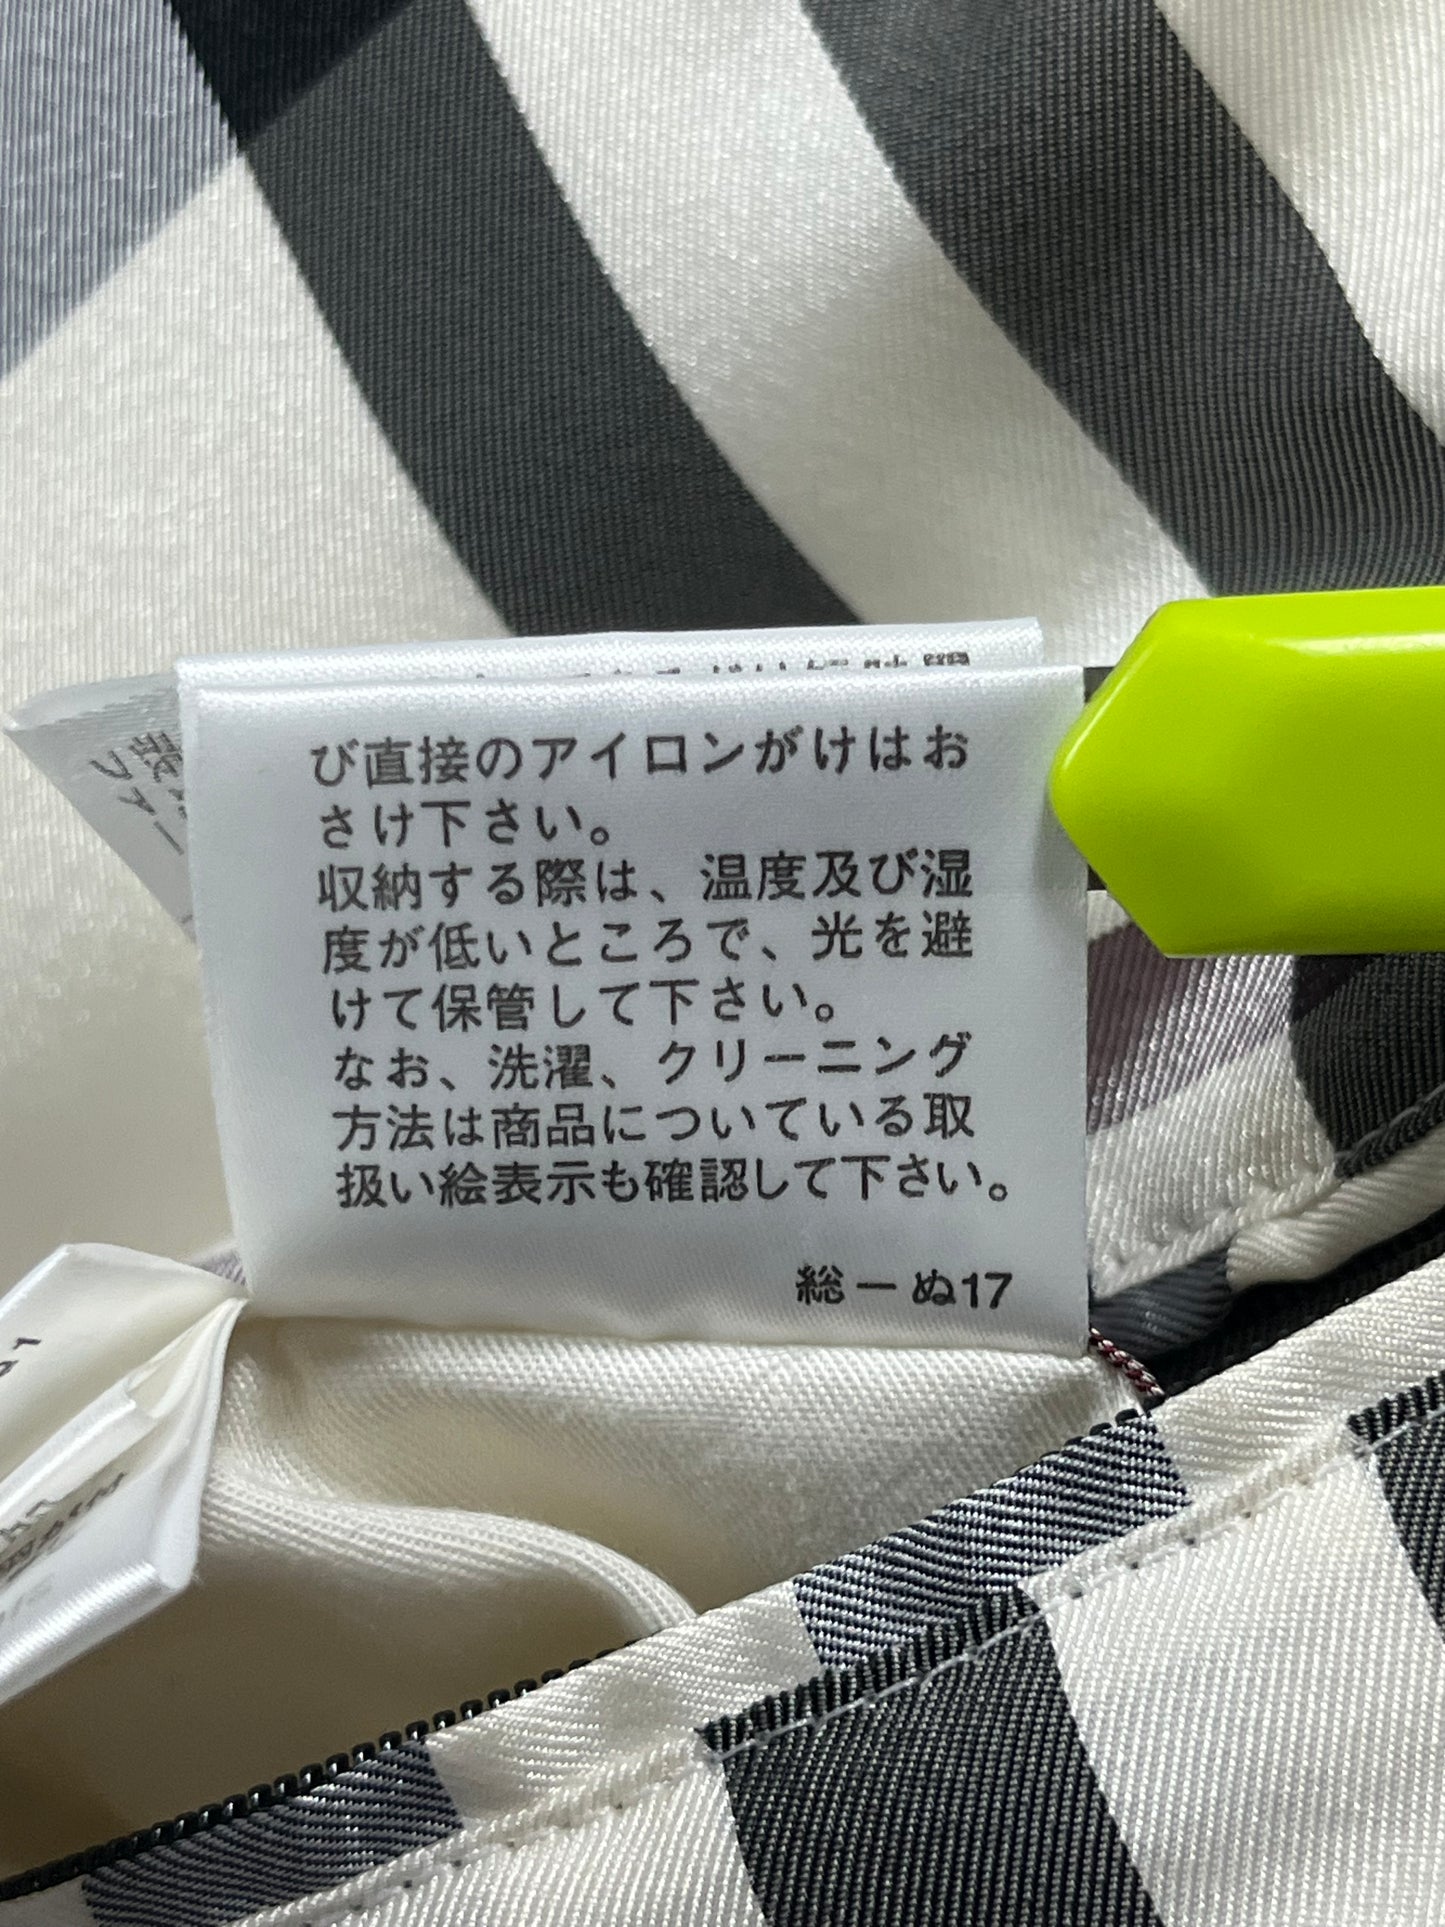 び直接のアイロンがけはお
さけ下さい。
収納する際は、温度及び湿
度が低いところで、光を避
けて保管して下さい。
なお、洗濯、クリーニング
方法は商品についている取
扱い絵表示も確認して下さい。
総ーぬ17